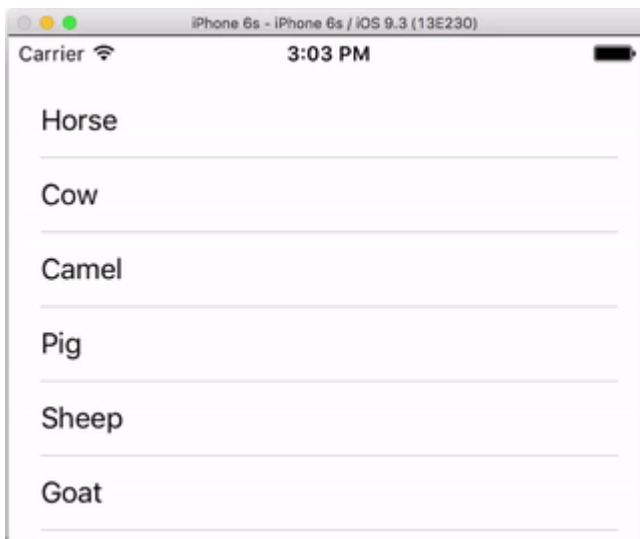 iPhone 6s - iPhone 6s / iOS 9.3 (13E230)
Carrier 3:03 PM
Horse
Cow
Camel
Pig
Sheep
Goat